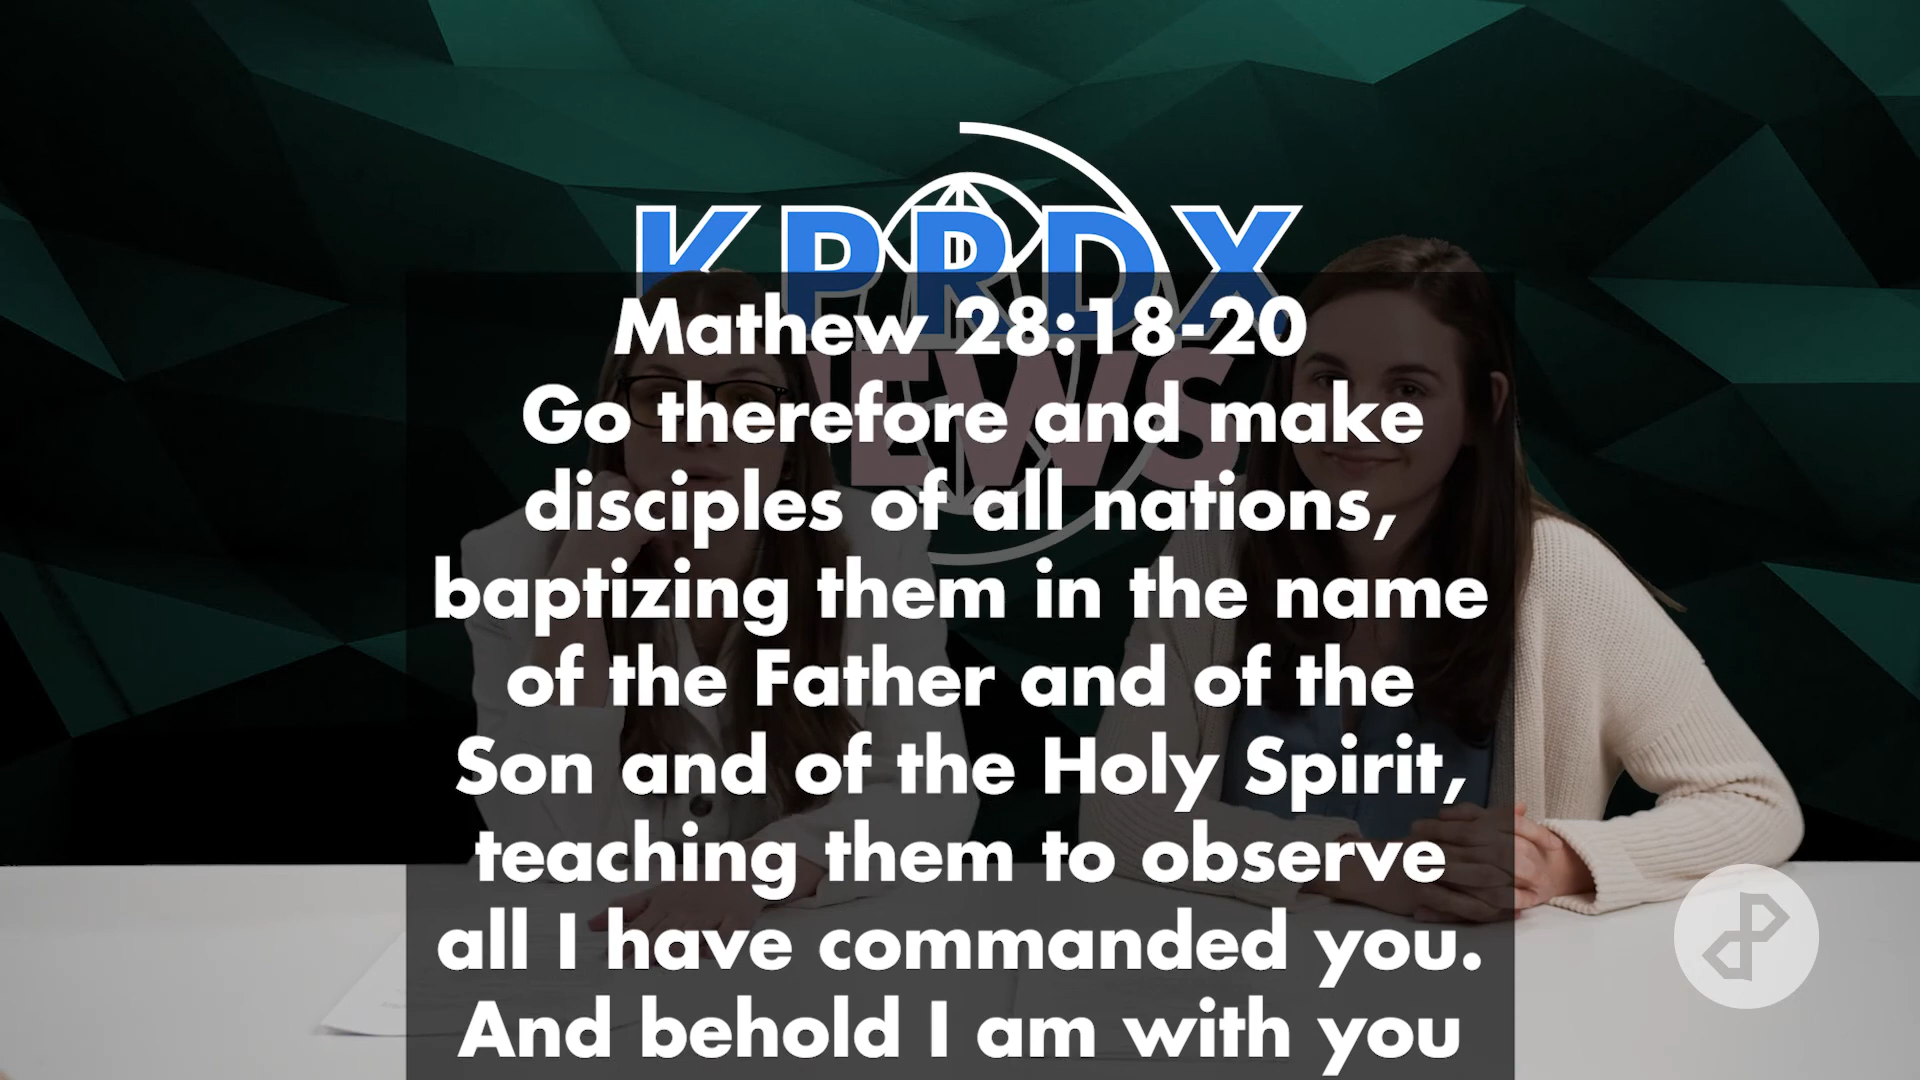 KPRDX
NEWS
Mathew 28:18-20
Go therefore and make
disciples of all nations,
baptizing them in the name
of the Father and of the
Son and of the Holy Spirit,
teaching them to observe
all I have commanded you.
And behold I am with you